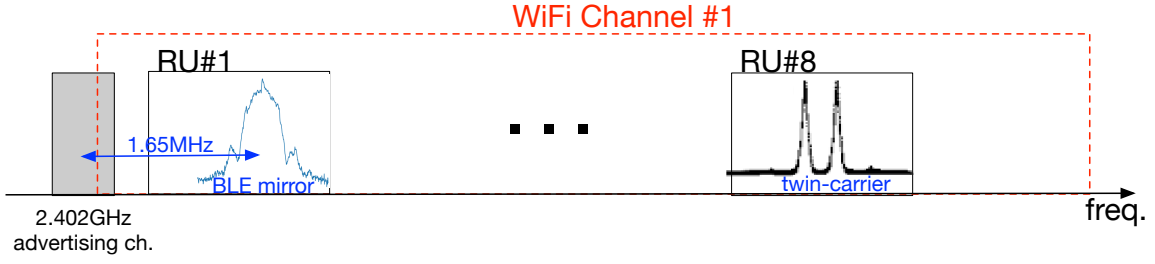 WiFi Channel #1
RU#1
RU#8
1.65MHz
BLE mirror
twin-carrier
2.402GHz
advertising ch.
freq.